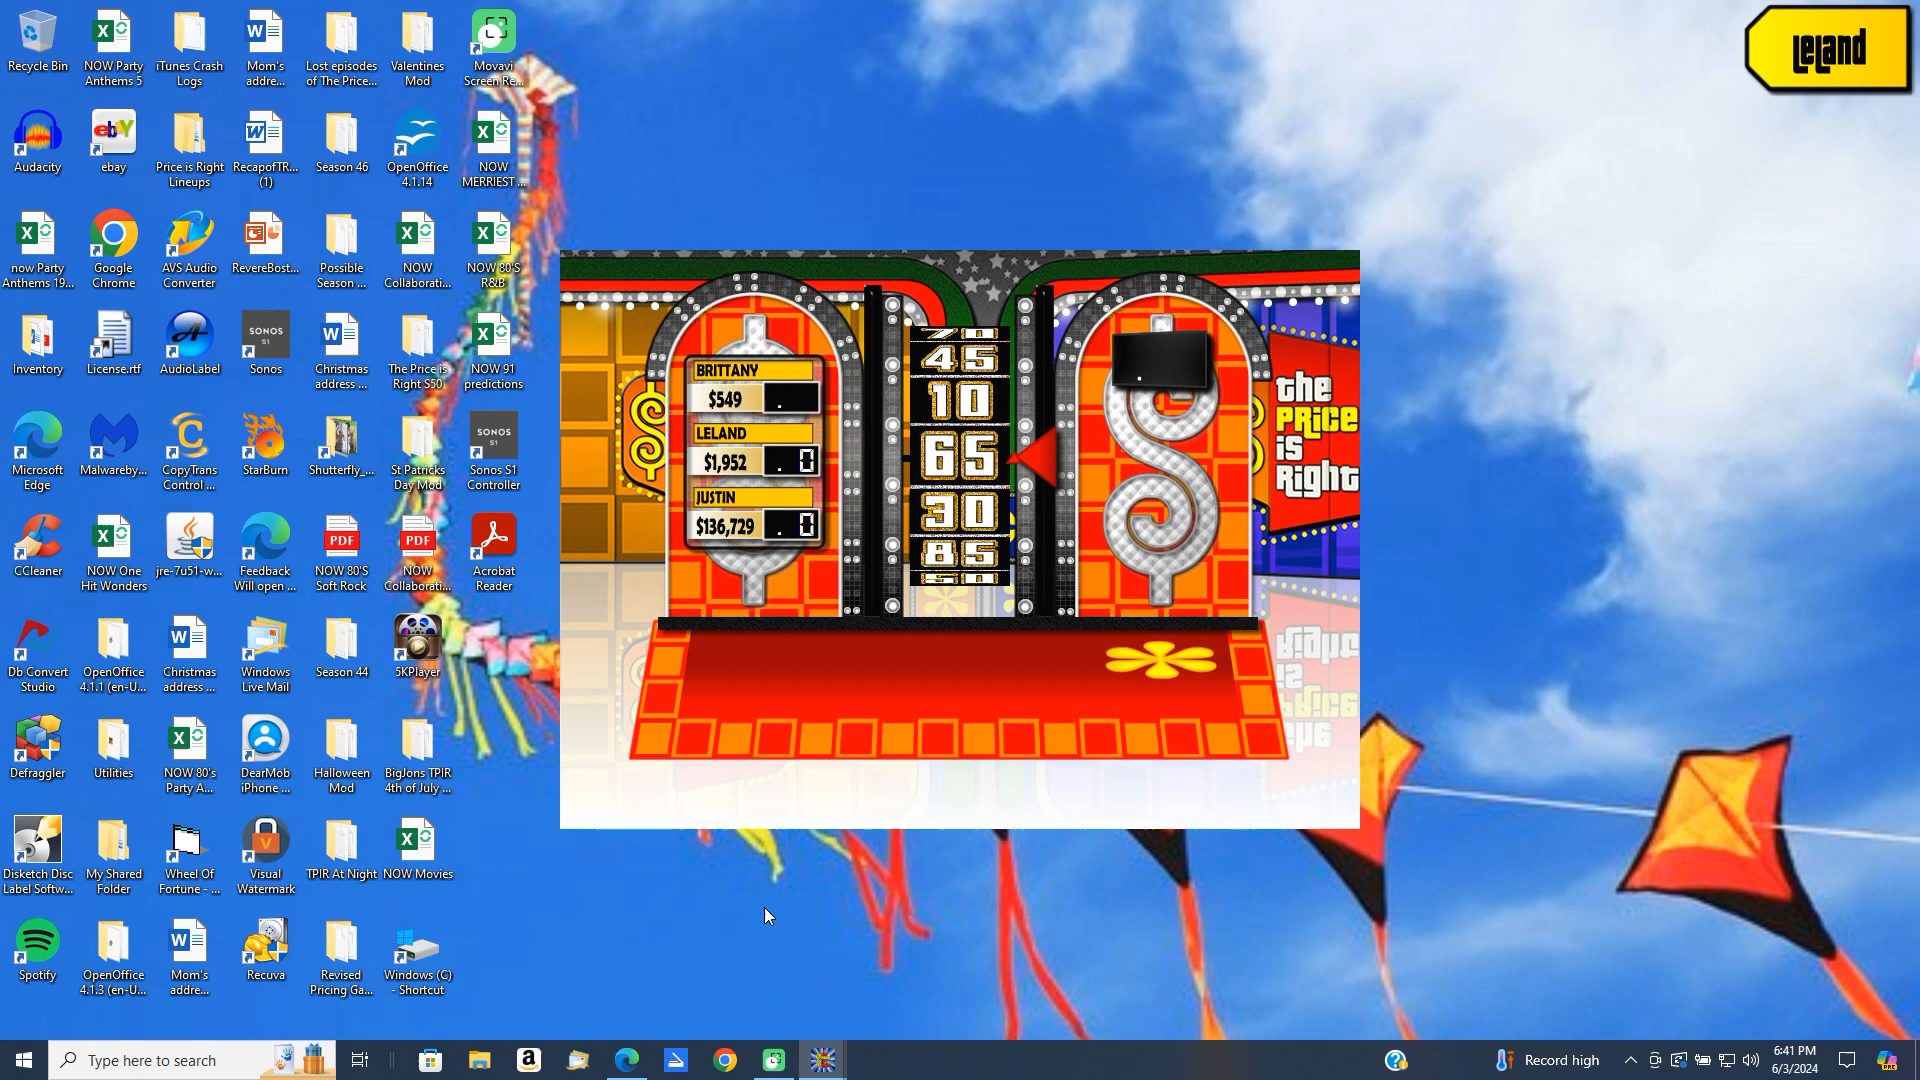 Recycle Bin
NOW Party
Anthems 5
iTunes Crash
Logs
Mom's
addre...
Lost episodes
of The Price...
Valentines
Mod
Movavi
Screen Re...
Leland
Audacity
ebay
ebay
Price is Right
Lineups
RecapofTR...
(1)
Season 46
OpenOffice
4.1.14
NOW
MERRIEST ...
now Party
Anthems 19...
Google
Chrome
AVS Audio
Converter
RevereBost...
Possible
Season ...
NOW
Collaborati...
NOW 80'S
R&B
Inventory
License.rtf
AudioLabel
SONOS
S1
Sonos
Christmas
address ...
The Price is
Right S50
NOW 91
predictions
Microsoft
Edge
Malwareby...
CopyTrans
Control ...
StarBurn
Shutterfly_...
St Patricks
Day Mod
SONOS
S1
Sonos S1
Controller
CCleaner
NOW One
Hit Wonders
jre-7u51-w...
Feedback
Will open ...
PDF
NOW 80'S
Soft Rock
PDF
NOW
Collaborati...
Acrobat
Reader
Db Convert
Studio
OpenOffice
4.1.1 (en-U...
Christmas
address ...
Windows
Live Mail
Season 44
5KPlayer
Defraggler
Utilities
NOW 80's
Party A...
DearMob
iPhone ...
Halloween
Mod
BigJons TPIR
4th of July ...
Disketch Disc
Label Softw...
My Shared
Folder
Wheel Of
Fortune - ...
Visual
Watermark
TPIR At Night
NOW Movies
Spotify
OpenOffice
4.1.3 (en-U...
Mom's
addre...
Recuva
Revised
Pricing Ga...
Windows (C)
- Shortcut
BRITTANY
$549 .
LELAND
$1,952 . 0
JUSTIN
$136,729 . 0
45
10
65
30
85
the
PRICE
is
Right
Type here to search
Record high
6:41 PM
6/3/2024